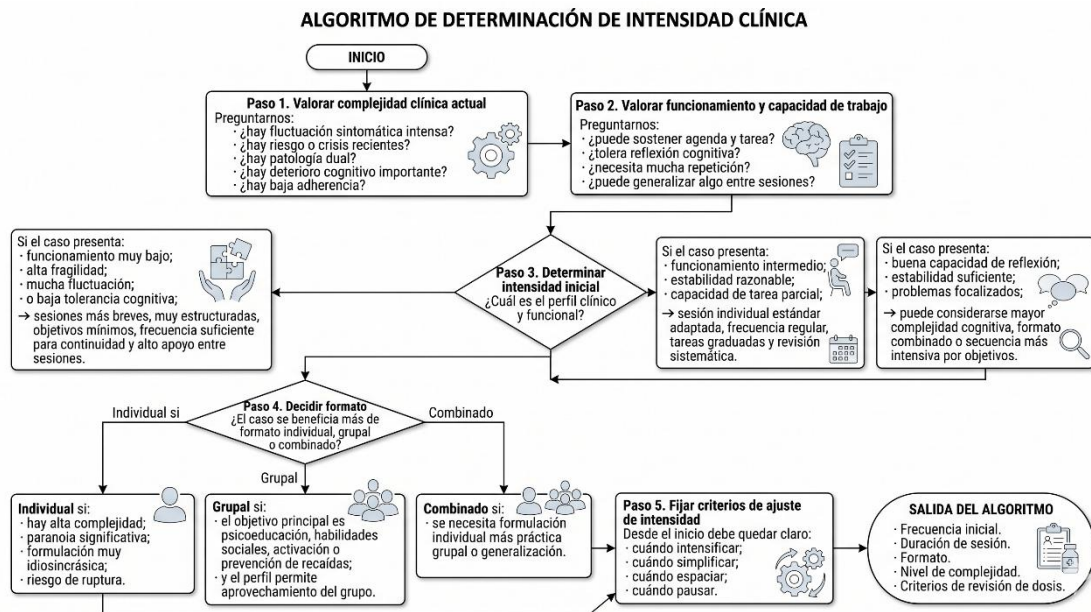 ALGORITMO DE DETERMINACIÓN DE INTENSIDAD CLÍNICA
INICIO
Paso 1. Valorar complejidad clínica actual
Preguntarnos:
· ¿hay fluctuación sintomática intensa?
· ¿hay riesgo o crisis recientes?
· ¿hay patología dual?
· ¿hay deterioro cognitivo importante?
· ¿hay baja adherencia?
Paso 2. Valorar funcionamiento y capacidad de trabajo
Preguntarnos:
· ¿puede sostener agenda y tarea?
· ¿tolera reflexión cognitiva?
· ¿necesita mucha repetición?
· ¿puede generalizar algo entre sesiones?
Si el caso presenta:
· funcionamiento muy bajo;
· alta fragilidad;
· mucha fluctuación;
· o baja tolerancia cognitiva;
→ sesiones más breves, muy estructuradas,
objetivos mínimos, frecuencia suficiente
para continuidad y alto apoyo entre
sesiones.
Paso 3. Determinar
intensidad inicial
¿Cuál es el perfil clínico
y funcional?
Si el caso presenta:
· funcionamiento intermedio;
· estabilidad razonable;
· capacidad de tarea parcial;
→ sesión individual estándar
adaptada, frecuencia regular,
tareas graduadas y revisión
sistemática.
Si el caso presenta:
· buena capacidad de reflexión;
· estabilidad suficiente;
· problemas focalizados;
→ puede considerarse mayor
complejidad cognitiva, formato
combinado o secuencia más
intensiva por objetivos.
Paso 4. Decidir formato
¿El caso se beneficia más de
formato individual, grupal
o combinado?
Individual si
Combinado
Grupal
Individual si:
· hay alta complejidad;
· paranoia significativa;
· formulación muy
idiosincrásica;
· riesgo de ruptura.
Grupal si:
· el objetivo principal es
psicoeducación, habilidades
sociales, activación o
prevención de recaídas;
· y el perfil permite
aprovechamiento del grupo.
Combinado si:
· se necesita formulación
individual más práctica
grupal o generalización.
Paso 5. Fijar criterios de ajuste
de intensidad
Desde el inicio debe quedar claro:
· cuándo intensificar;
· cuándo simplificar;
· cuándo espaciar;
· cuándo pausar.
SALIDA DEL ALGORITMO
· Frecuencia inicial.
· Duración de sesión.
· Formato.
· Nivel de complejidad.
· Criterios de revisión de dosis.